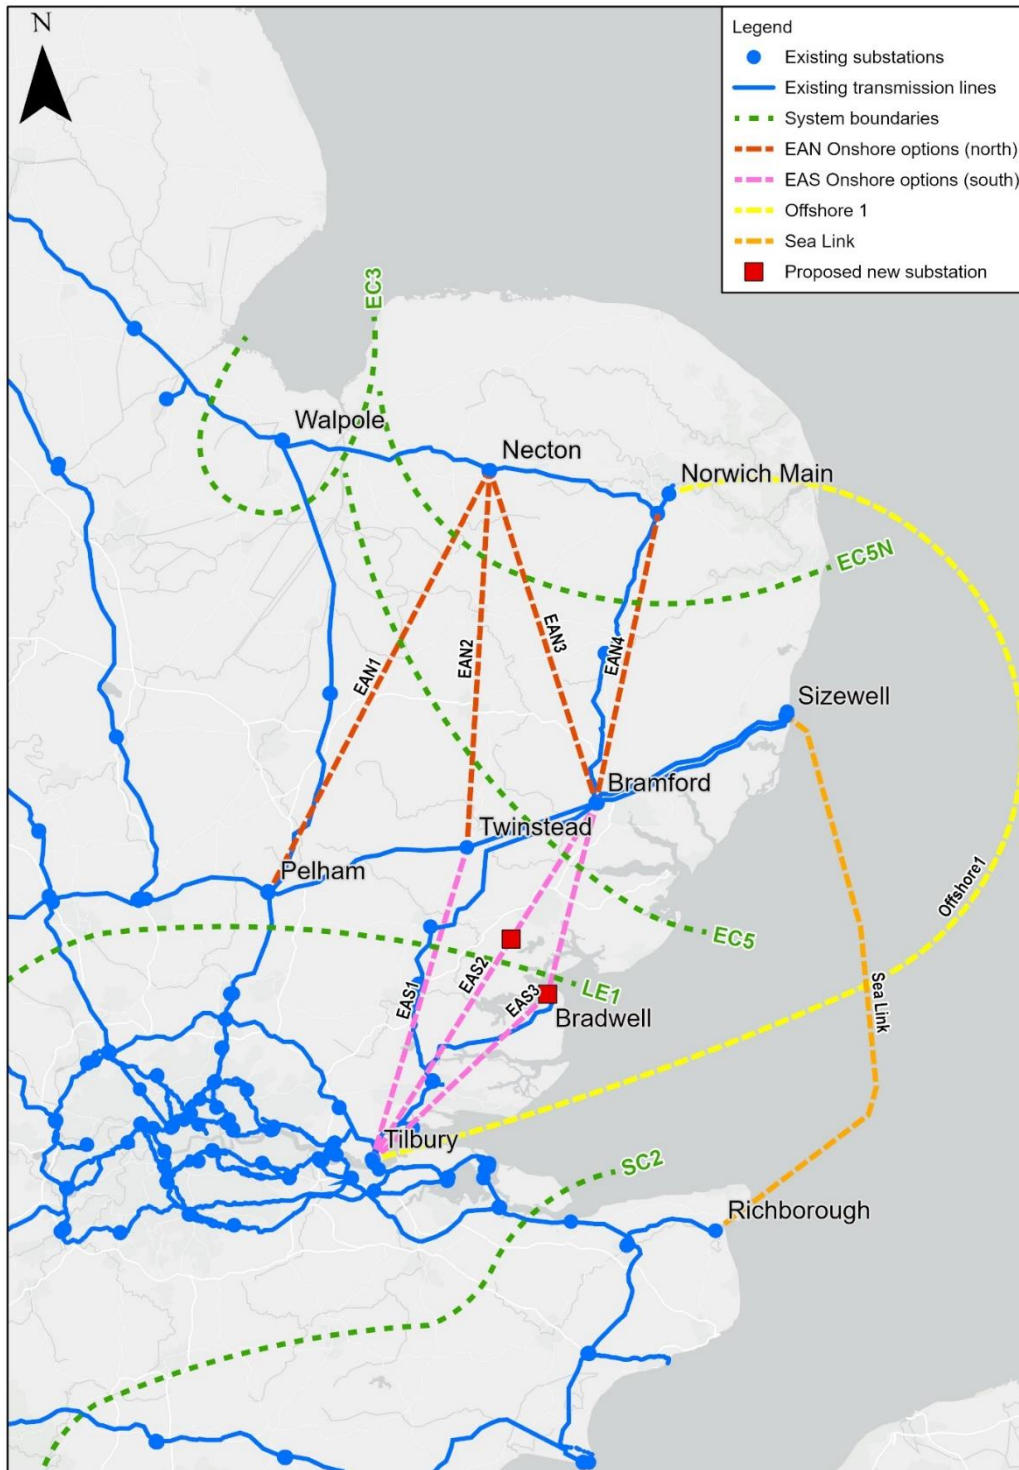 N
Legend
Existing substations
Existing transmission lines
System boundaries
EAN Onshore options (north)
EAS Onshore options (south)
Offshore 1
Sea Link
Proposed new substation
EC3
Walpole
Necton
Norwich Main
EC5N
EAN1
EAN2
EAN3
EAN4
Sizewell
Bramford
Twinstead
Pelham
Offshore1
EC5
EAS2
LE1
EAS1
EAS3
Bradwell
Sea Link
Tilbury
SC2
Richborough